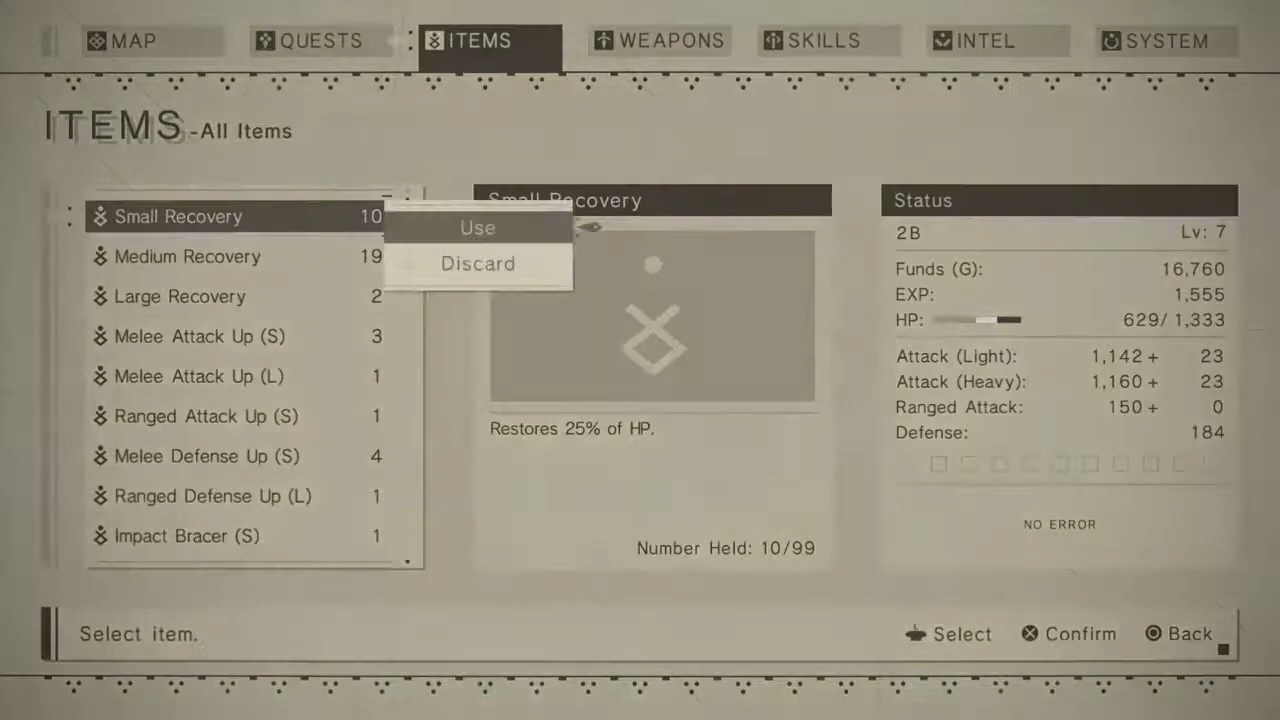 MAP QUESTS ITEMS WEAPONS SKILLS INTEL SYSTEM
ITEMS -All Items
Small Recovery 10
Medium Recovery 19
Large Recovery 2
Melee Attack Up (S) 3
Melee Attack Up (L) 1
Ranged Attack Up (S) 1
Melee Defense Up (S) 4
Ranged Defense Up (L) 1
Impact Bracer (S) 1
Use
Discard
Small Recovery
Restores 25% of HP.
Number Held: 10/99
Status
2B Lv: 7
Funds (G): 16,760
EXP: 1,555
HP: 629/ 1,333
Attack (Light): 1,142 + 23
Attack (Heavy): 1,160 + 23
Ranged Attack: 150 + 0
Defense: 184
NO ERROR
Select item.
Select Confirm Back